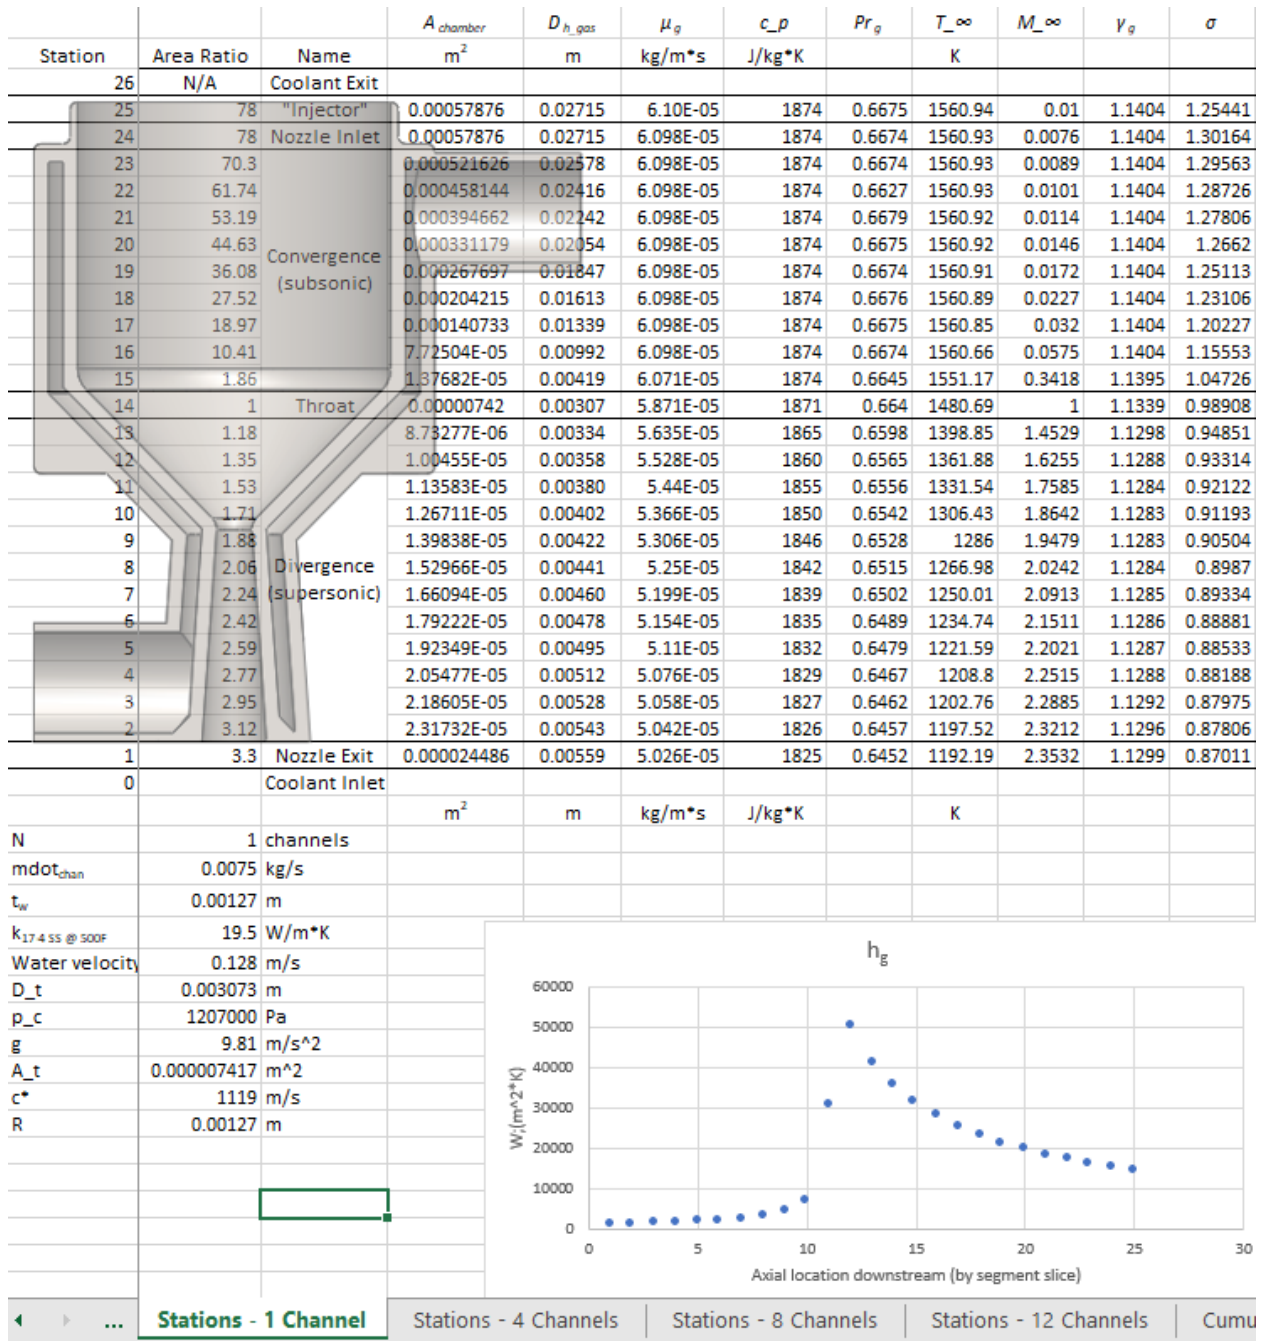 A chamber D h_gas μ g c_p Pr g T_∞ M_∞ γ g σ
Station Area Ratio Name m² m kg/m*s J/kg*K K
26 N/A Coolant Exit
25 78 "Injector" 0.00057876 0.02715 6.10E-05 1874 0.6675 1560.94 0.01 1.1404 1.25441
24 78 Nozzle Inlet 0.00057876 0.02715 6.098E-05 1874 0.6674 1560.93 0.0076 1.1404 1.30164
23 70.3 0.000521626 0.02578 6.098E-05 1874 0.6674 1560.93 0.0089 1.1404 1.29563
22 61.74 0.000458144 0.02416 6.098E-05 1874 0.6627 1560.93 0.0101 1.1404 1.28726
21 53.19 0.000394662 0.02242 6.098E-05 1874 0.6679 1560.92 0.0114 1.1404 1.27806
20 44.63 0.000331179 0.02054 6.098E-05 1874 0.6675 1560.92 0.0146 1.1404 1.2662
Convergence
19 36.08 0.000267697 0.01847 6.098E-05 1874 0.6674 1560.91 0.0172 1.1404 1.25113
(subsonic)
18 27.52 0.000204215 0.01613 6.098E-05 1874 0.6676 1560.89 0.0227 1.1404 1.23106
17 18.97 0.000140733 0.01339 6.098E-05 1874 0.6675 1560.85 0.032 1.1404 1.20227
16 10.41 7.72504E-05 0.00992 6.098E-05 1874 0.6674 1560.66 0.0575 1.1404 1.15553
15 1.86 1.37682E-05 0.00419 6.071E-05 1874 0.6645 1551.17 0.3418 1.1395 1.04726
14 1 Throat 0.00000742 0.00307 5.871E-05 1871 0.664 1480.69 1 1.1339 0.98908
13 1.18 8.73277E-06 0.00334 5.635E-05 1865 0.6598 1398.85 1.4529 1.1298 0.94851
12 1.35 1.00455E-05 0.00358 5.528E-05 1860 0.6565 1361.88 1.6255 1.1288 0.93314
11 1.53 1.13583E-05 0.00380 5.44E-05 1855 0.6556 1331.54 1.7585 1.1284 0.92122
10 1.71 1.26711E-05 0.00402 5.366E-05 1850 0.6542 1306.43 1.8642 1.1283 0.91193
9 1.88 1.39838E-05 0.00422 5.306E-05 1846 0.6528 1286 1.9479 1.1283 0.90504
8 2.06 Divergence 1.52966E-05 0.00441 5.25E-05 1842 0.6515 1266.98 2.0242 1.1284 0.8987
7 2.24 (supersonic) 1.66094E-05 0.00460 5.199E-05 1839 0.6502 1250.01 2.0913 1.1285 0.89334
6 2.42 1.79222E-05 0.00478 5.154E-05 1835 0.6489 1234.74 2.1511 1.1286 0.88881
5 2.59 1.92349E-05 0.00495 5.11E-05 1832 0.6479 1221.59 2.2021 1.1287 0.88533
4 2.77 2.05477E-05 0.00512 5.076E-05 1829 0.6467 1208.8 2.2515 1.1288 0.88188
3 2.95 2.18605E-05 0.00528 5.058E-05 1827 0.6462 1202.76 2.2885 1.1292 0.87975
2 3.12 2.31732E-05 0.00543 5.042E-05 1826 0.6457 1197.52 2.3212 1.1296 0.87806
1 3.3 Nozzle Exit 0.000024486 0.00559 5.026E-05 1825 0.6452 1192.19 2.3532 1.1299 0.87011
0 Coolant Inlet
m² m kg/m*s J/kg*K K
N 1 channels
mdot chan 0.0075 kg/s
t w 0.00127 m
k 17 4 SS @ 500F 19.5 W/m*K
Water velocity 0.128 m/s
D_t 0.003073 m
p_c 1207000 Pa
g 9.81 m/s^2
A_t 0.000007417 m^2
c* 1119 m/s
R 0.00127 m
h g
60000
50000
40000
30000
20000
10000
0
W;(m^2*K)
0 5 10 15 20 25 30
Axial location downstream (by segment slice)
... Stations - 1 Channel Stations - 4 Channels Stations - 8 Channels Stations - 12 Channels Cumu